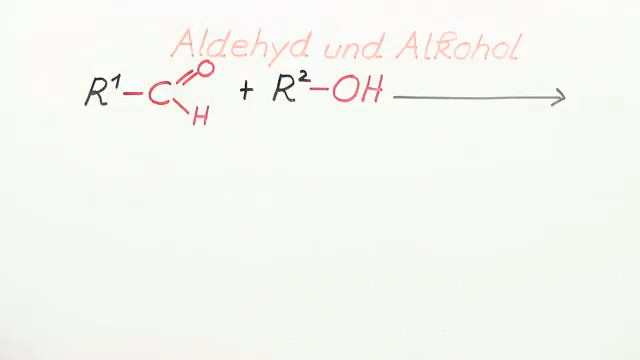 Aldehyd und Alkohol
R¹–C
O
H
+ R²–OH